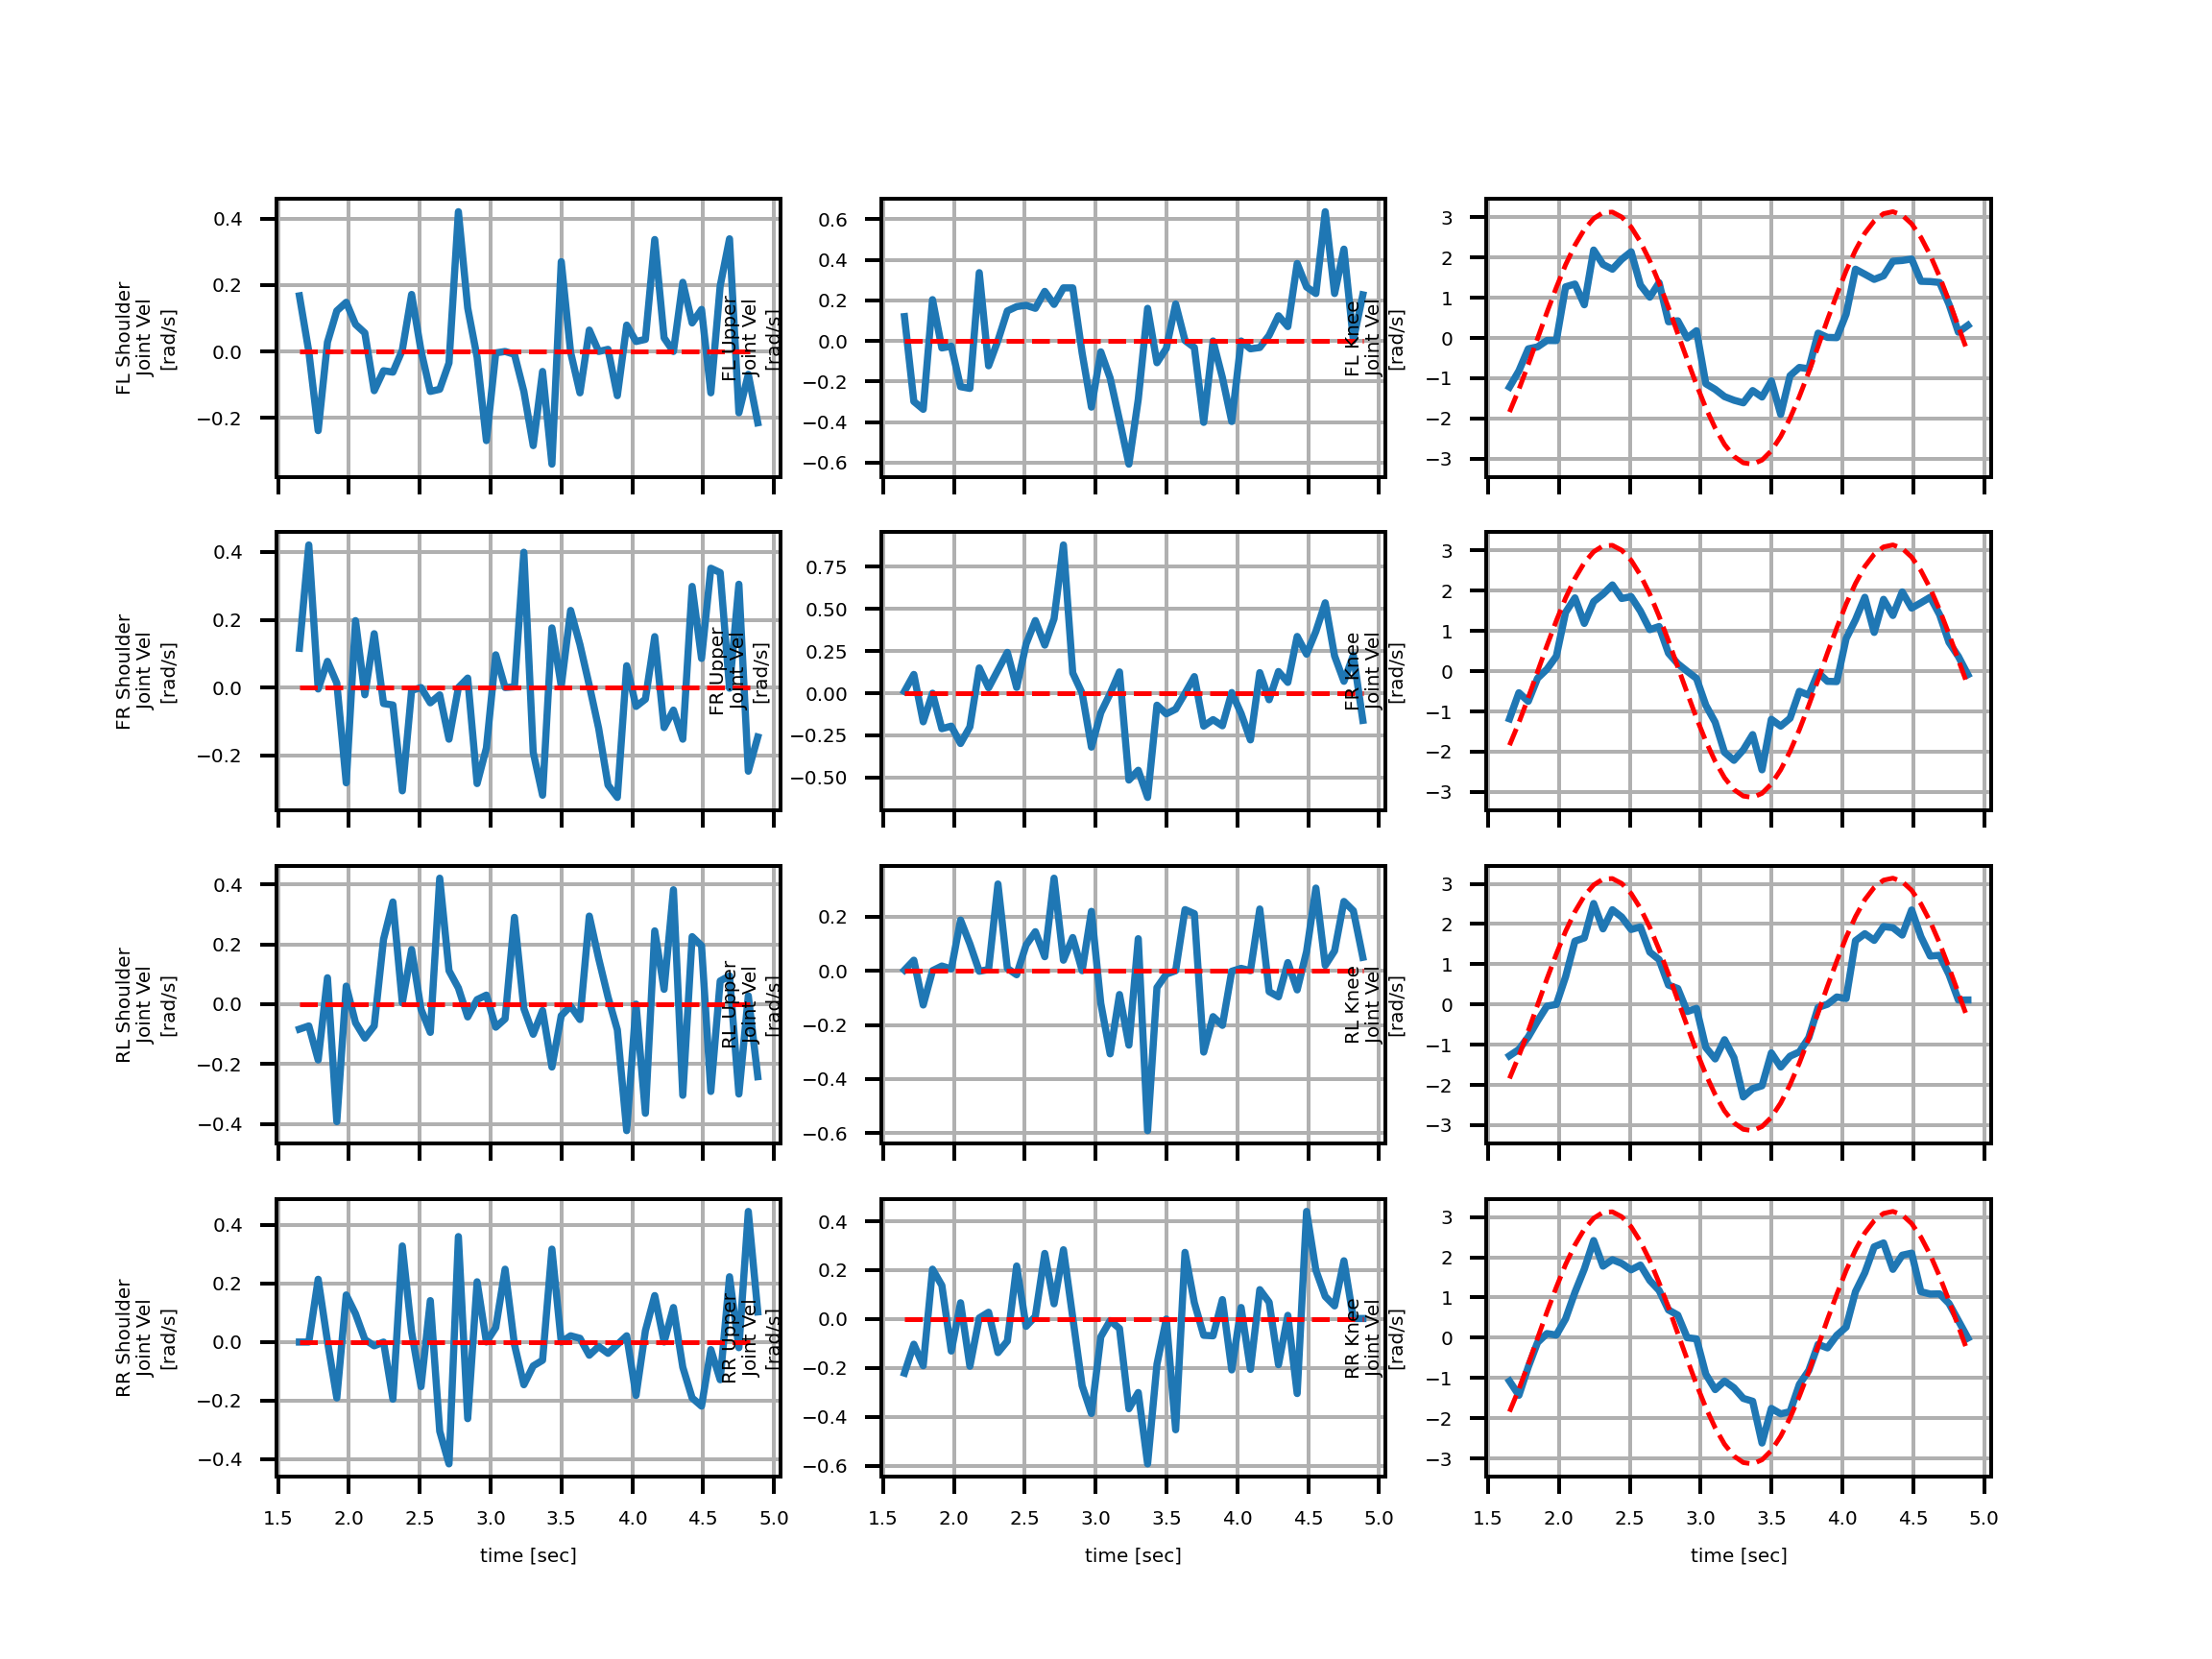 FL Shoulder
Joint Vel
[rad/s]
0.4
0.2
0.0
−0.2
FL Upper
Joint Vel
[rad/s]
0.6
0.4
0.2
0.0
−0.2
−0.4
−0.6
FL Knee
Joint Vel
[rad/s]
3
2
1
0
−1
−2
−3
FR Shoulder
Joint Vel
[rad/s]
0.4
0.2
0.0
−0.2
FR Upper
Joint Vel
[rad/s]
0.75
0.50
0.25
0.00
−0.25
−0.50
FR Knee
Joint Vel
[rad/s]
3
2
1
0
−1
−2
−3
RL Shoulder
Joint Vel
[rad/s]
0.4
0.2
0.0
−0.2
−0.4
RL Upper
Joint Vel
[rad/s]
0.2
0.0
−0.2
−0.4
−0.6
RL Knee
Joint Vel
[rad/s]
3
2
1
0
−1
−2
−3
RR Shoulder
Joint Vel
[rad/s]
0.4
0.2
0.0
−0.2
−0.4
RR Upper
Joint Vel
[rad/s]
0.4
0.2
0.0
−0.2
−0.4
−0.6
RR Knee
Joint Vel
[rad/s]
3
2
1
0
−1
−2
−3
1.5 2.0 2.5 3.0 3.5 4.0 4.5 5.0
time [sec]
1.5 2.0 2.5 3.0 3.5 4.0 4.5 5.0
time [sec]
1.5 2.0 2.5 3.0 3.5 4.0 4.5 5.0
time [sec]